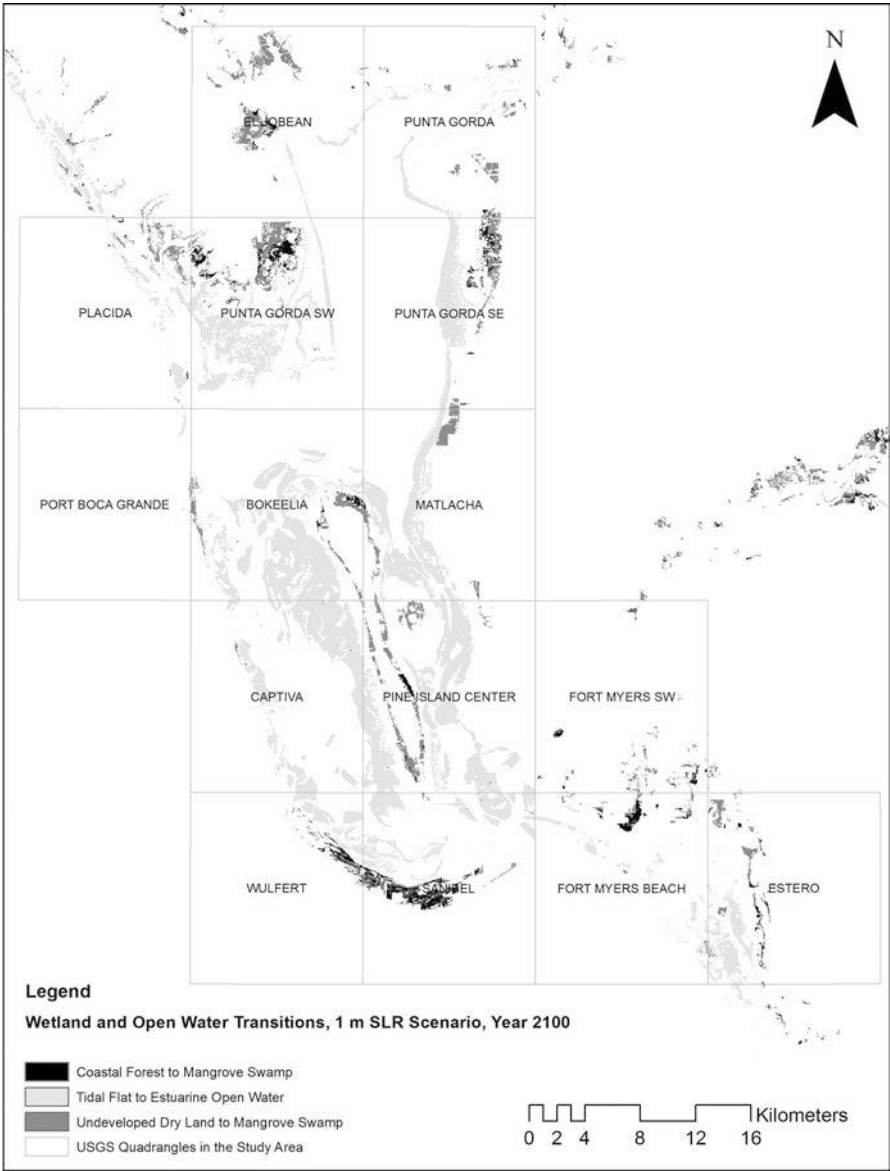 N
EL JOBEAN
PUNTA GORDA
PLACIDA
PUNTA GORDA SW
PUNTA GORDA SE
PORT BOCA GRANDE
BOKEELIA
MATLACHA
CAPTIVA
PINE ISLAND CENTER
FORT MYERS SW
WULFERT
SANIBEL
FORT MYERS BEACH
ESTERO
Legend
Wetland and Open Water Transitions, 1 m SLR Scenario, Year 2100
Coastal Forest to Mangrove Swamp
Tidal Flat to Estuarine Open Water
Undeveloped Dry Land to Mangrove Swamp
USGS Quadrangles in the Study Area
Kilometers
0 2 4 8 12 16